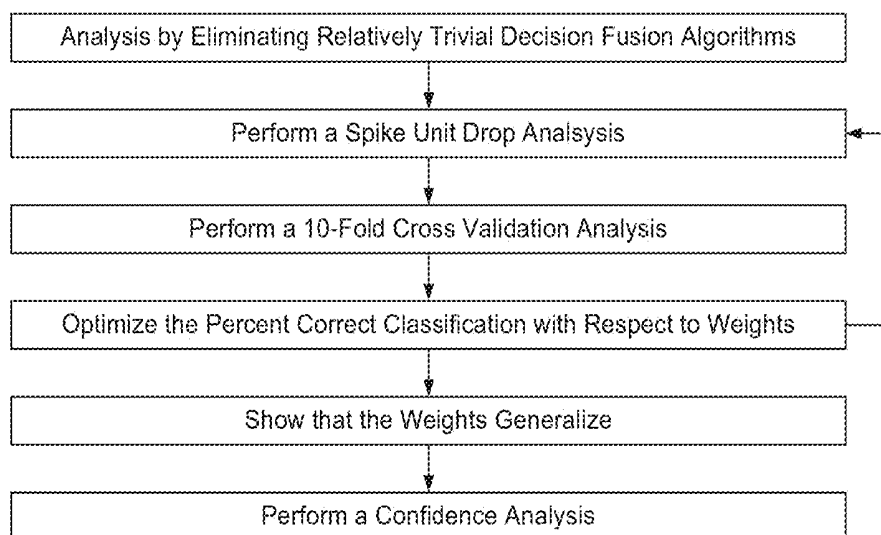 Analysis by Eliminating Relatively Trivial Decision Fusion Algorithms
Perform a Spike Unit Drop Analsysis
Perform a 10-Fold Cross Validation Analysis
Optimize the Percent Correct Classification with Respect to Weights
Show that the Weights Generalize
Perform a Confidence Analysis